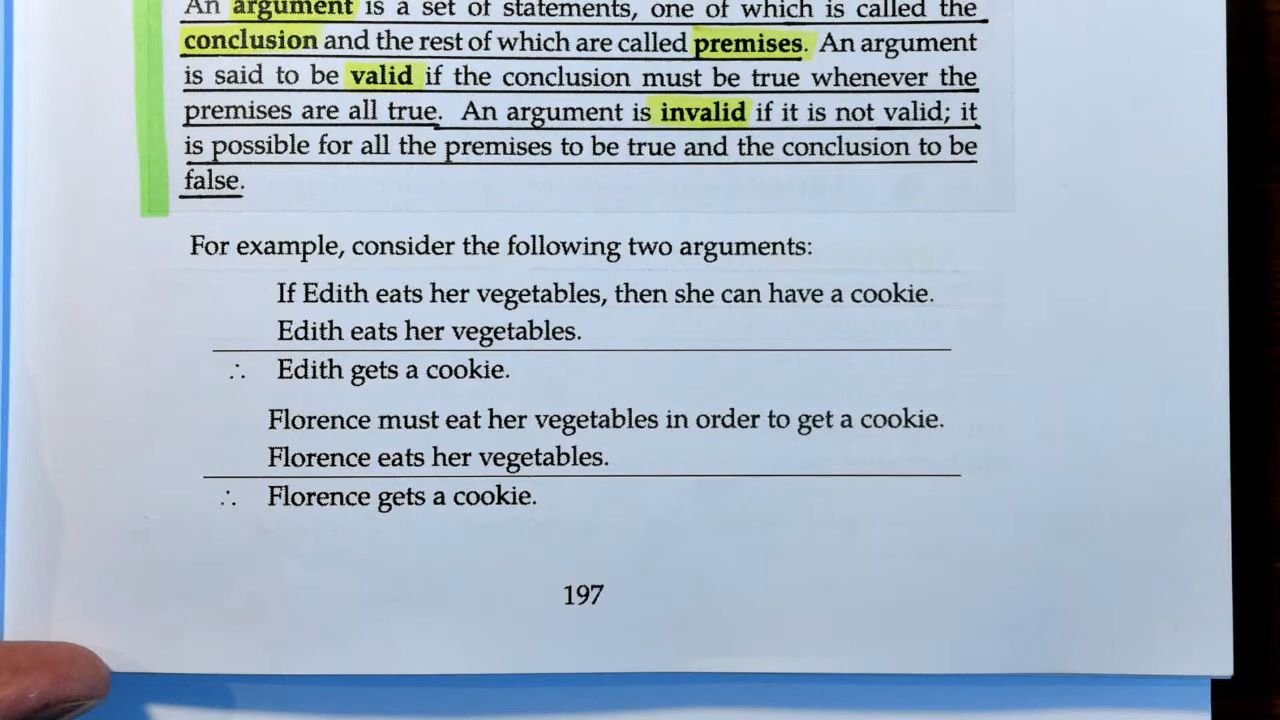 An argument is a set of statements, one of which is called the
conclusion and the rest of which are called premises. An argument
is said to be valid if the conclusion must be true whenever the
premises are all true. An argument is invalid if it is not valid; it
is possible for all the premises to be true and the conclusion to be
false.
For example, consider the following two arguments:
If Edith eats her vegetables, then she can have a cookie.
Edith eats her vegetables.
∴ Edith gets a cookie.
Florence must eat her vegetables in order to get a cookie.
Florence eats her vegetables.
∴ Florence gets a cookie.
197